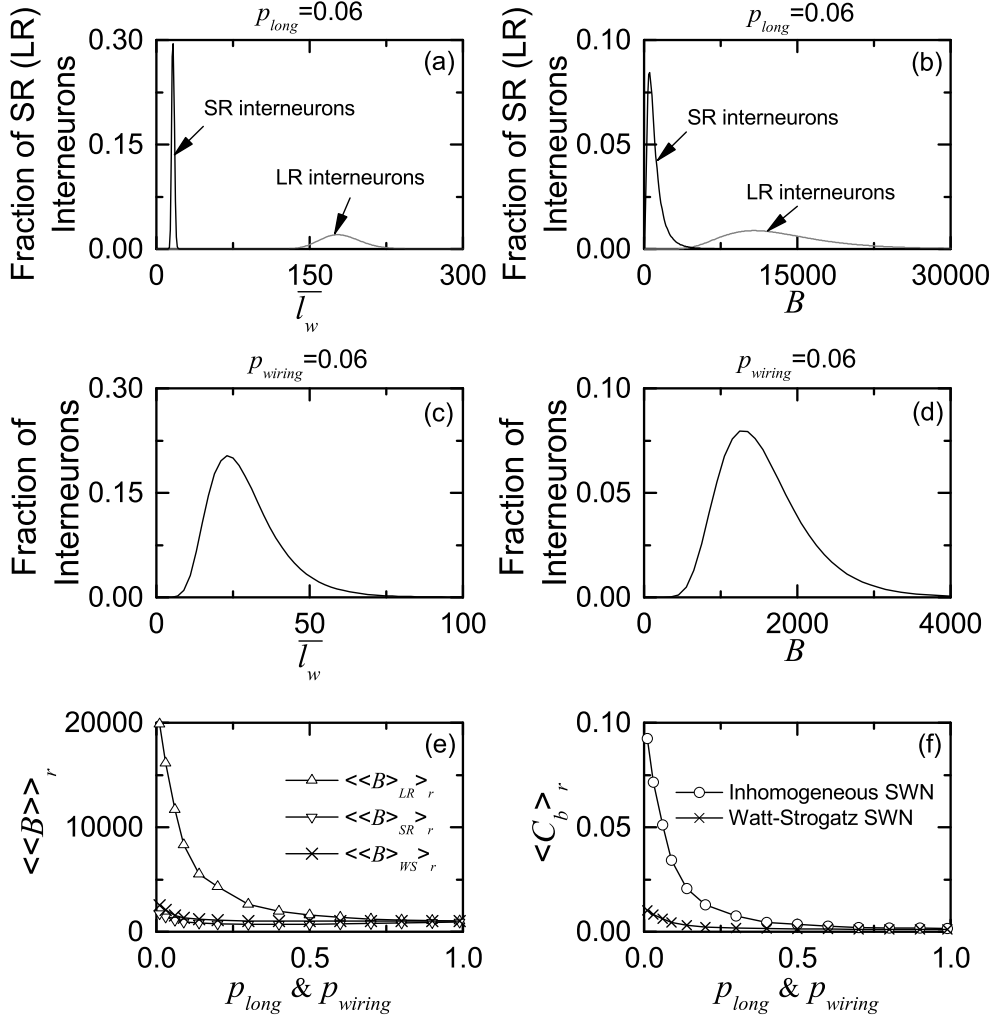 p_long=0.06
p_long=0.06
Fraction of SR (LR)
Interneurons
0.30
0.15
0.00
(a)
SR interneurons
LR interneurons
0
150
300
l_w
Fraction of SR (LR)
Interneurons
0.10
0.05
0.00
(b)
SR interneurons
LR interneurons
0
15000
30000
B
p_wiring=0.06
p_wiring=0.06
Fraction of
Interneurons
0.30
0.15
0.00
(c)
0
50
100
l_w
Fraction of
Interneurons
0.10
0.05
0.00
(d)
0
2000
4000
B
<<B>>_r
20000
10000
0
(e)
<<B>_LR>_r
<<B>_SR>_r
<<B>_WS>_r
0.0
0.5
1.0
p_long & p_wiring
<C_b>_r
0.10
0.05
0.00
(f)
Inhomogeneous SWN
Watt-Strogatz SWN
0.0
0.5
1.0
p_long & p_wiring